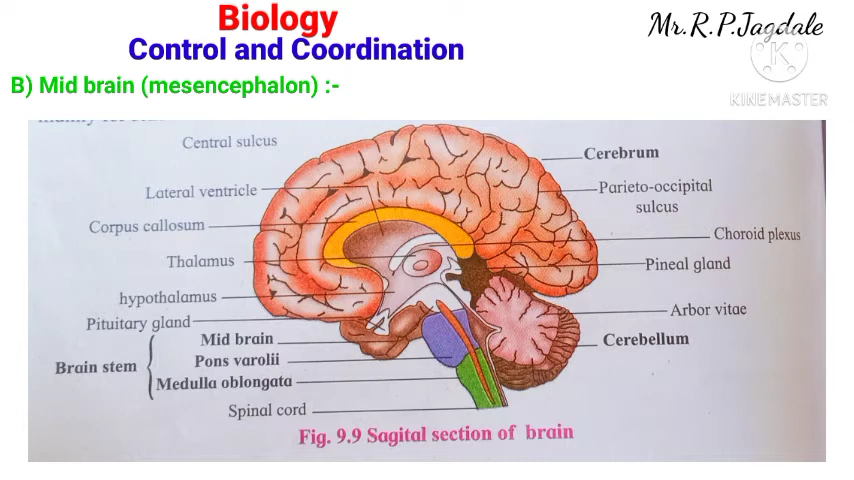 Biology
Mr.R.P.Jagdale
Control and Coordination
K
KINEMASTER
B) Mid brain (mesencephalon) :-
Central sulcus
Cerebrum
Lateral ventricle
Parieto-occipital
sulcus
Corpus callosum
Choroid plexus
Thalamus
Pineal gland
hypothalamus
Arbor vitae
Pituitary gland
Mid brain
Cerebellum
Brain stem
Pons varolii
Medulla oblongata
Spinal cord
Fig. 9.9 Sagital section of brain